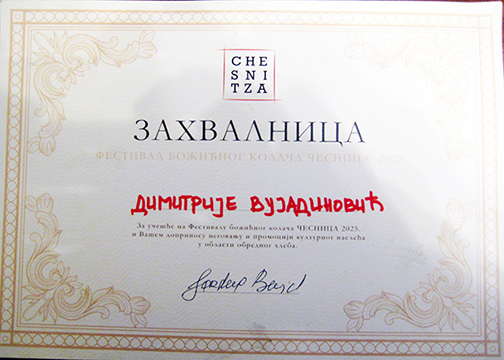 CHE
SNI
TZA
ЗАХВАЛНИЦА
ФЕСТИВАЛ БОЖИЋНОГ КОЛАЧА ЧЕСНИЦА 2025
ДИМИТРИЈЕ ВУЈАДИНОВИЋ
За учешће на Фестивалу божићног колача ЧЕСНИЦА 2025.
и Вашем доприносу неговању и промоцији културног наслеђа
у области обредног хлеба.